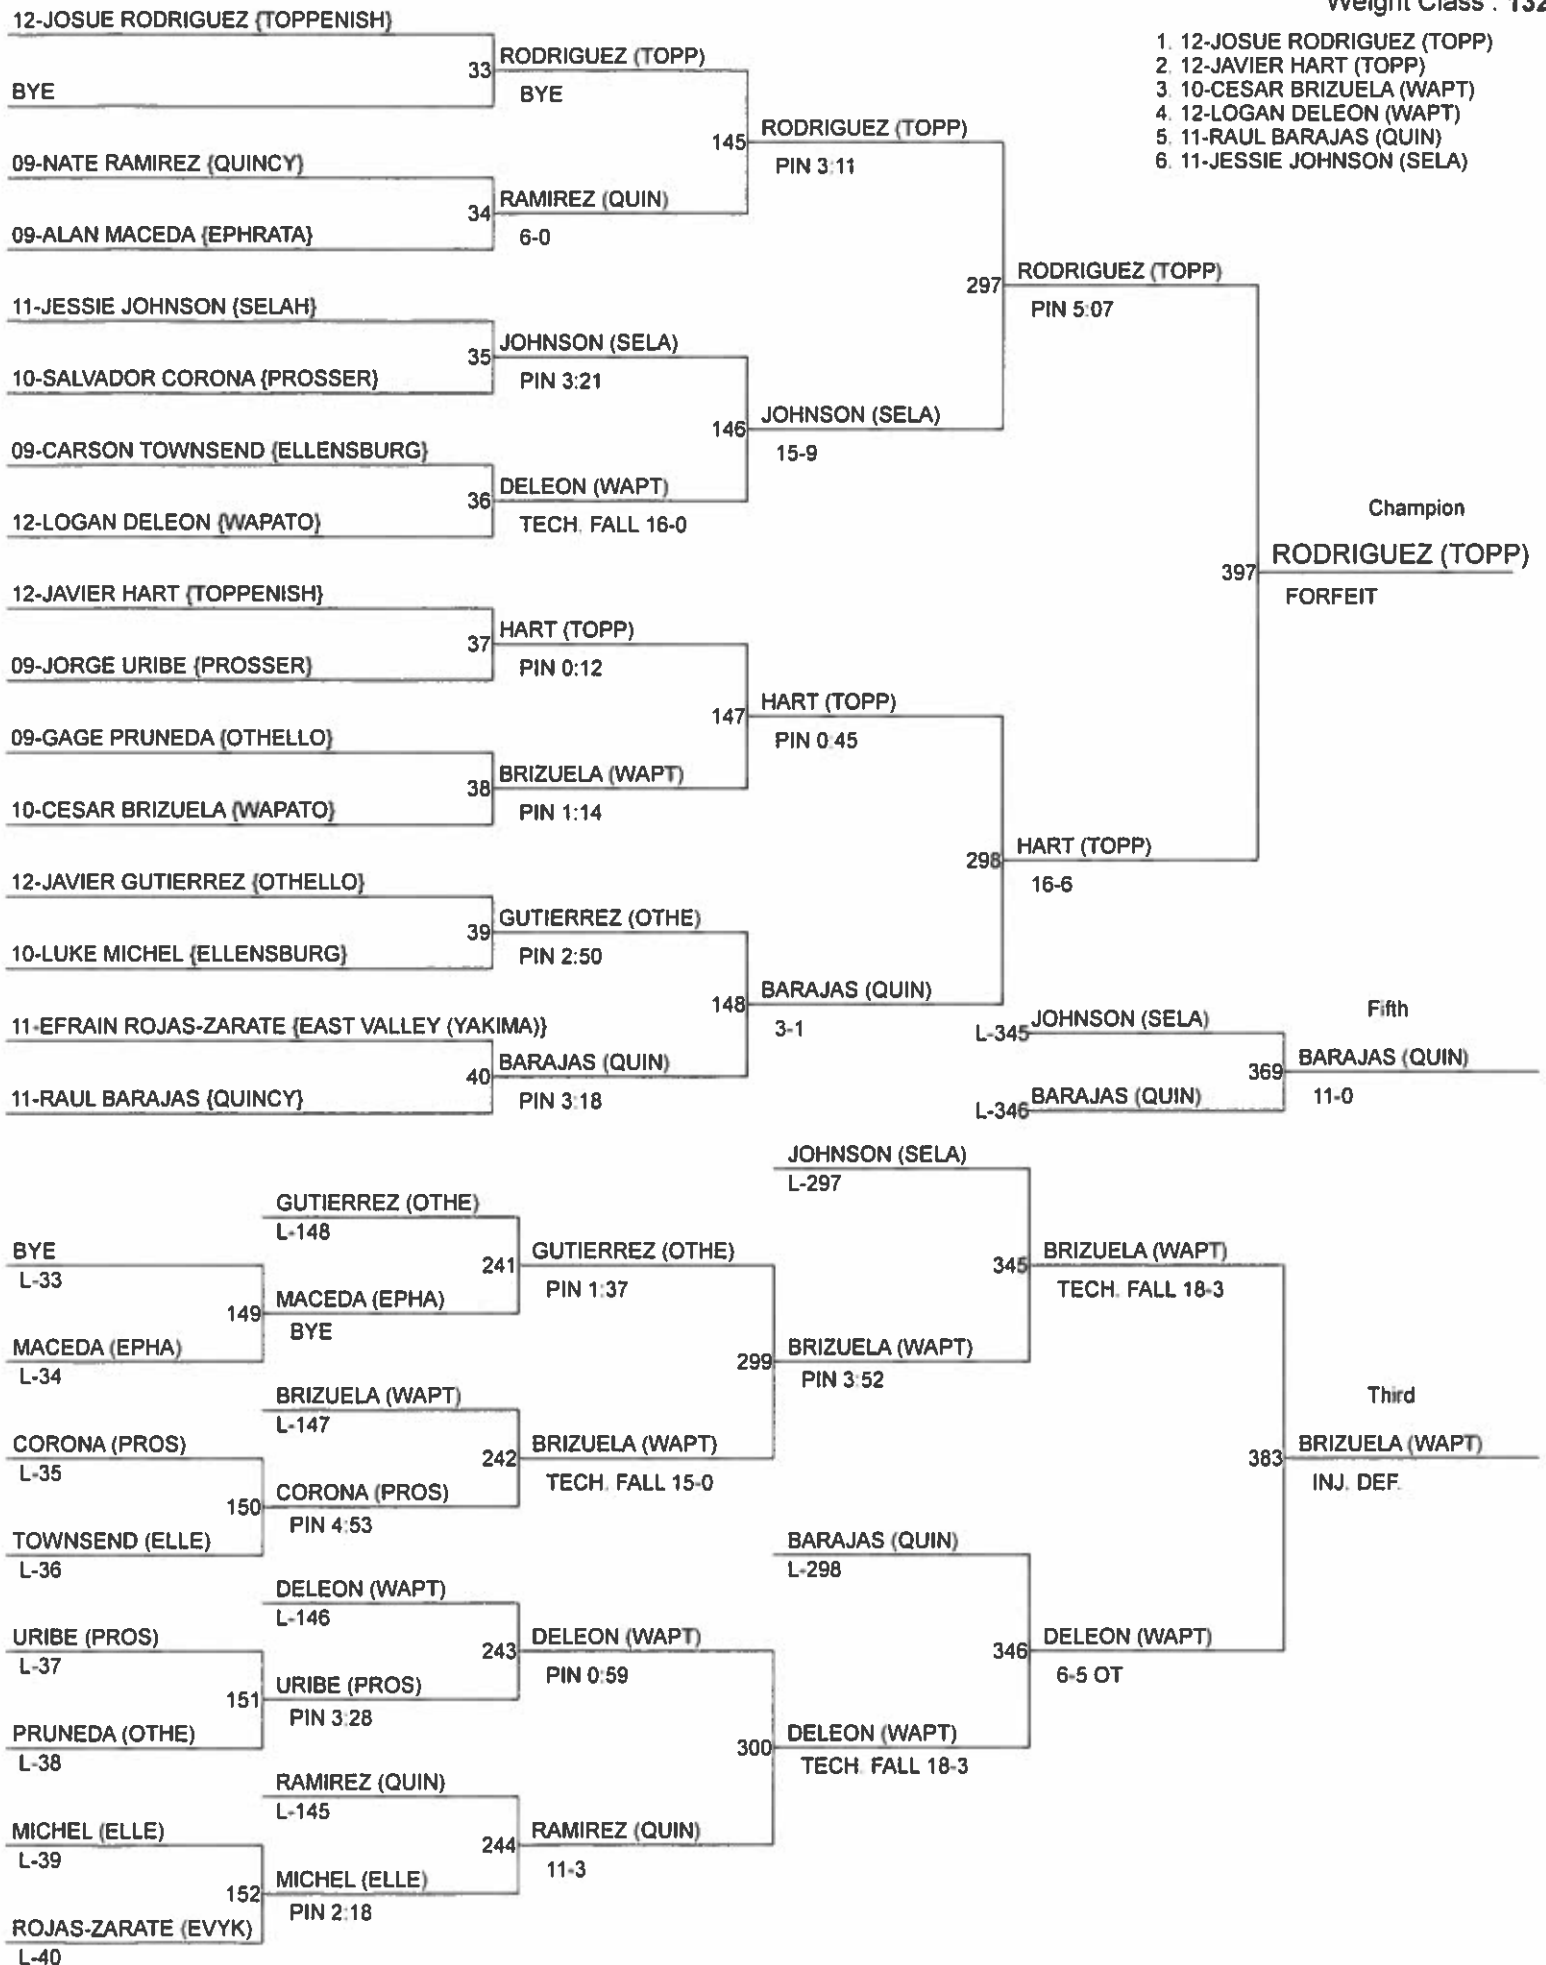 Weight Class : 132
1. 12-JOSUE RODRIGUEZ (TOPP)
2. 12-JAVIER HART (TOPP)
3. 10-CESAR BRIZUELA (WAPT)
4. 12-LOGAN DELEON (WAPT)
5. 11-RAUL BARAJAS (QUIN)
6. 11-JESSIE JOHNSON (SELA)
12-JOSUE RODRIGUEZ {TOPPENISH}
33 RODRIGUEZ (TOPP)
BYE
BYE
145 RODRIGUEZ (TOPP)
PIN 3:11
09-NATE RAMIREZ {QUINCY}
34 RAMIREZ (QUIN)
6-0
09-ALAN MACEDA {EPHRATA}
297 RODRIGUEZ (TOPP)
PIN 5:07
11-JESSIE JOHNSON {SELAH}
35 JOHNSON (SELA)
PIN 3:21
10-SALVADOR CORONA {PROSSER}
146 JOHNSON (SELA)
15-9
09-CARSON TOWNSEND {ELLENSBURG}
36 DELEON (WAPT)
TECH. FALL 16-0
12-LOGAN DELEON {WAPATO}
Champion
397 RODRIGUEZ (TOPP)
FORFEIT
12-JAVIER HART {TOPPENISH}
37 HART (TOPP)
PIN 0:12
09-JORGE URIBE {PROSSER}
147 HART (TOPP)
PIN 0:45
09-GAGE PRUNEDA {OTHELLO}
38 BRIZUELA (WAPT)
PIN 1:14
10-CESAR BRIZUELA {WAPATO}
298 HART (TOPP)
16-6
12-JAVIER GUTIERREZ {OTHELLO}
39 GUTIERREZ (OTHE)
PIN 2:50
10-LUKE MICHEL {ELLENSBURG}
148 BARAJAS (QUIN)
3-1
11-EFRAIN ROJAS-ZARATE {EAST VALLEY (YAKIMA)}
40 BARAJAS (QUIN)
PIN 3:18
11-RAUL BARAJAS {QUINCY}
Fifth
L-345 JOHNSON (SELA)
369 BARAJAS (QUIN)
11-0
L-346 BARAJAS (QUIN)
JOHNSON (SELA)
L-297
GUTIERREZ (OTHE)
L-148
BYE
L-33
241 GUTIERREZ (OTHE)
PIN 1:37
345 BRIZUELA (WAPT)
TECH. FALL 18-3
149 MACEDA (EPHA)
BYE
MACEDA (EPHA)
L-34
299 BRIZUELA (WAPT)
PIN 3:52
BRIZUELA (WAPT)
L-147
Third
CORONA (PROS)
L-35
242 BRIZUELA (WAPT)
TECH. FALL 15-0
383 BRIZUELA (WAPT)
INJ. DEF.
150 CORONA (PROS)
PIN 4:53
TOWNSEND (ELLE)
L-36
BARAJAS (QUIN)
L-298
DELEON (WAPT)
L-146
URIBE (PROS)
L-37
243 DELEON (WAPT)
PIN 0:59
346 DELEON (WAPT)
6-5 OT
151 URIBE (PROS)
PIN 3:28
PRUNEDA (OTHE)
L-38
300 DELEON (WAPT)
TECH. FALL 18-3
RAMIREZ (QUIN)
L-145
MICHEL (ELLE)
L-39
244 RAMIREZ (QUIN)
11-3
152 MICHEL (ELLE)
PIN 2:18
ROJAS-ZARATE (EVYK)
L-40